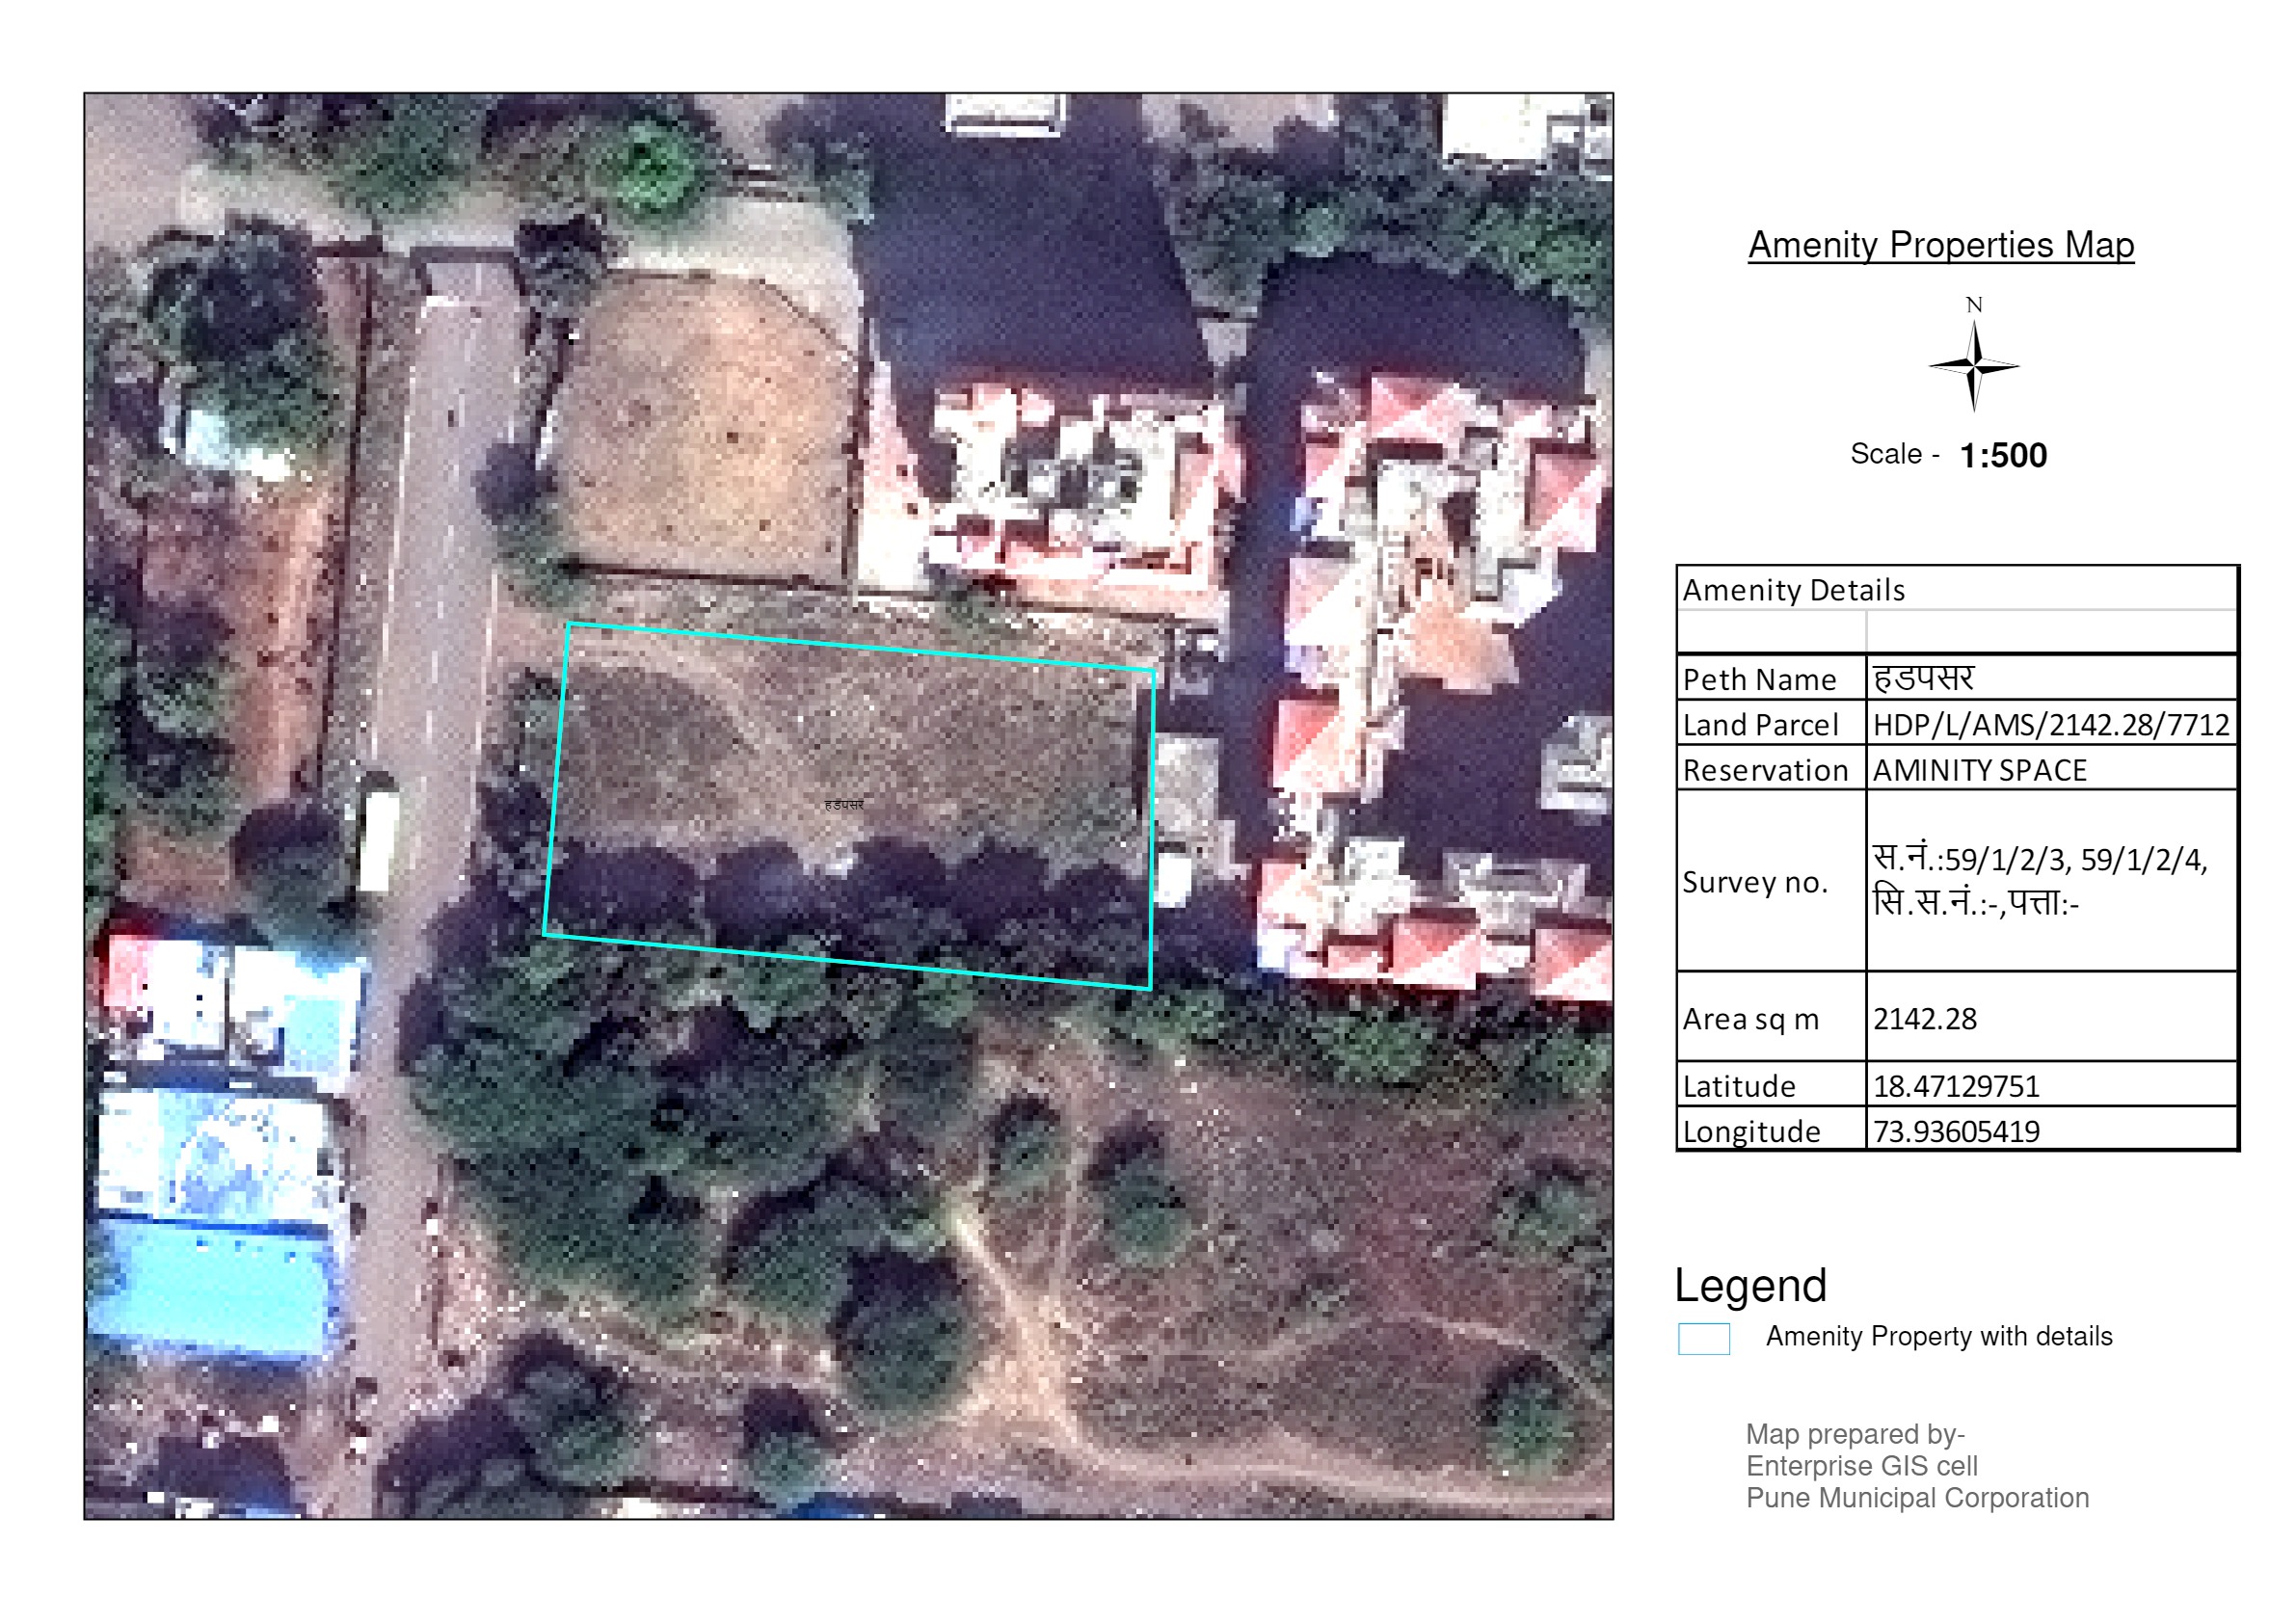 Amenity Properties Map
N
Scale - 1:500
Amenity Details
Peth Name हडपसर
Land Parcel HDP/L/AMS/2142.28/7712
Reservation AMINITY SPACE
Survey no. स.नं.:59/1/2/3, 59/1/2/4,
सि.स.नं.:-,पत्ता:-
Area sq m 2142.28
Latitude 18.47129751
Longitude 73.93605419
हडपसर
Legend
Amenity Property with details
Map prepared by-
Enterprise GIS cell
Pune Municipal Corporation